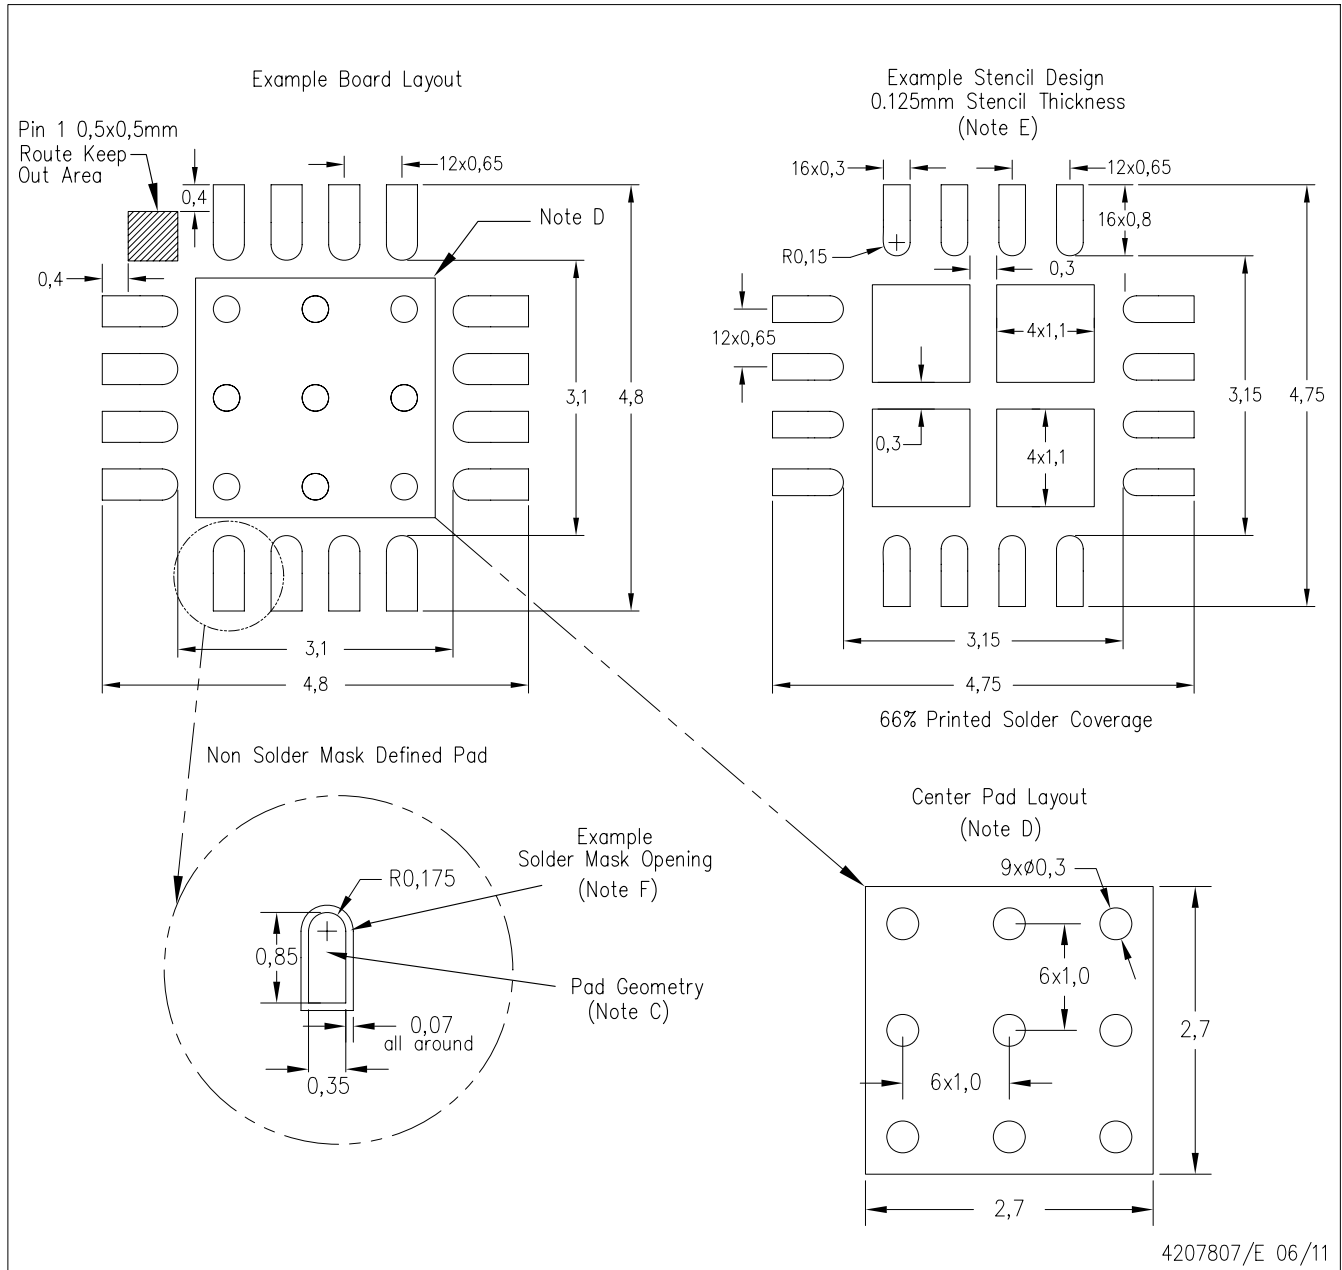 Example Board Layout
Pin 1 0,5x0,5mm
Route Keep
Out Area
0,4
12x0,65
Note D
0,4
3,1
4,8
3,1
4,8
Example Stencil Design
0.125mm Stencil Thickness
(Note E)
16x0,3
12x0,65
16x0,8
R0,15
0,3
12x0,65
4x1,1
3,15
4,75
0,3
4x1,1
3,15
4,75
66% Printed Solder Coverage
Non Solder Mask Defined Pad
Example
Solder Mask Opening
(Note F)
R0,175
0,85
Pad Geometry
(Note C)
0,07
all around
0,35
Center Pad Layout
(Note D)
9xø0,3
6x1,0
2,7
6x1,0
2,7
4207807/E 06/11